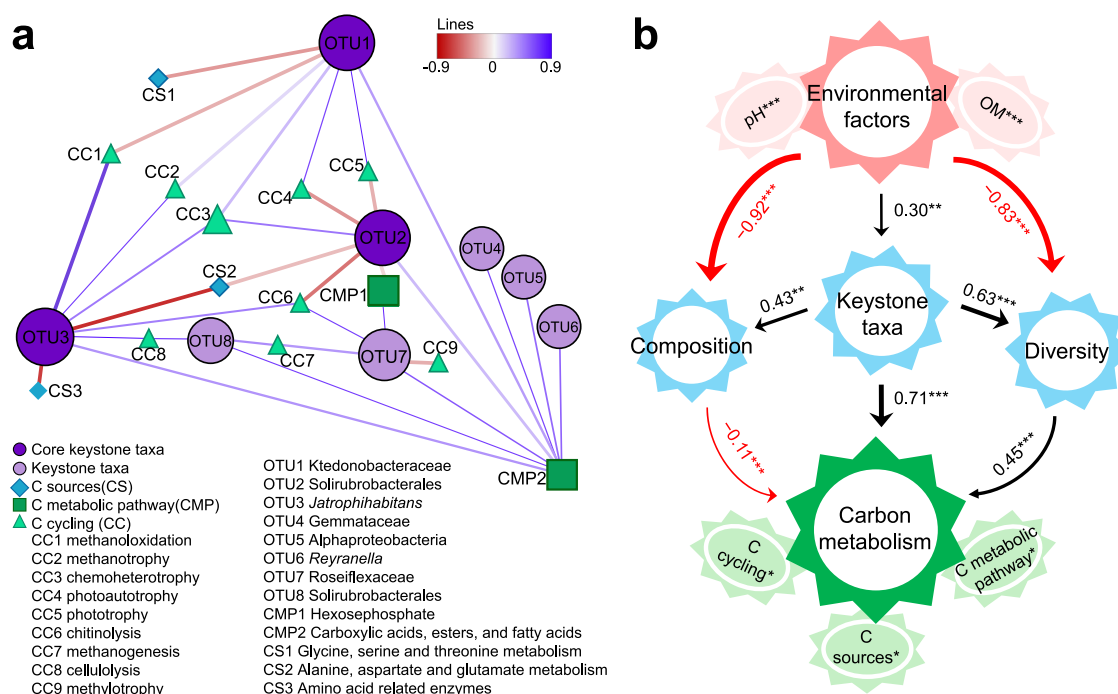 a
Lines
-0.9 0 0.9
OTU1
CS1
CC1
CC2
CC5
CC4
CC3
OTU2
OTU4
CS2
OTU5
CMP1
CC6
OTU6
OTU3
OTU8
OTU7
CC9
CC8
CC7
CS3
CMP2
Core keystone taxa
Keystone taxa
C sources(CS)
C metabolic pathway(CMP)
C cycling (CC)
CC1 methanoloxidation
CC2 methanotrophy
CC3 chemoheterotrophy
CC4 photoautotrophy
CC5 phototrophy
CC6 chitinolysis
CC7 methanogenesis
CC8 cellulolysis
CC9 methylotrophy
OTU1 Ktedonobacteraceae
OTU2 Solirubrobacterales
OTU3 Jatrophihabitans
OTU4 Gemmataceae
OTU5 Alphaproteobacteria
OTU6 Reyranella
OTU7 Roseiflexaceae
OTU8 Solirubrobacterales
CMP1 Hexosephosphate
CMP2 Carboxylic acids, esters, and fatty acids
CS1 Glycine, serine and threonine metabolism
CS2 Alanine, aspartate and glutamate metabolism
CS3 Amino acid related enzymes
b
Environmental
factors
pH***
OM***
−0.92***
0.30**
−0.83***
Keystone
taxa
0.43**
0.63***
Composition
Diversity
0.71***
-0.11***
0.45***
Carbon
metabolism
C
cycling*
C metabolic
pathway*
C
sources*